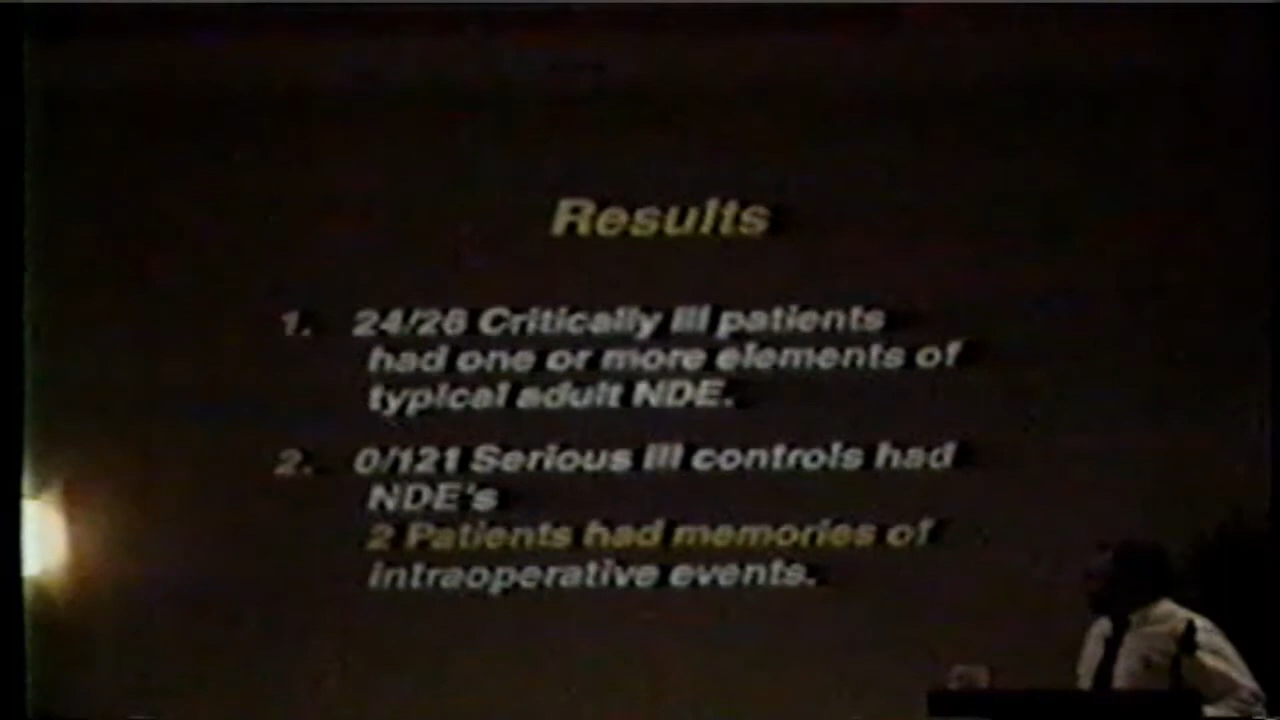 Results
1. 24/26 Critically Ill patients
had one or more elements of
typical adult NDE.
2. 0/121 Serious Ill controls had
NDE's
2 Patients had memories of
intraoperative events.